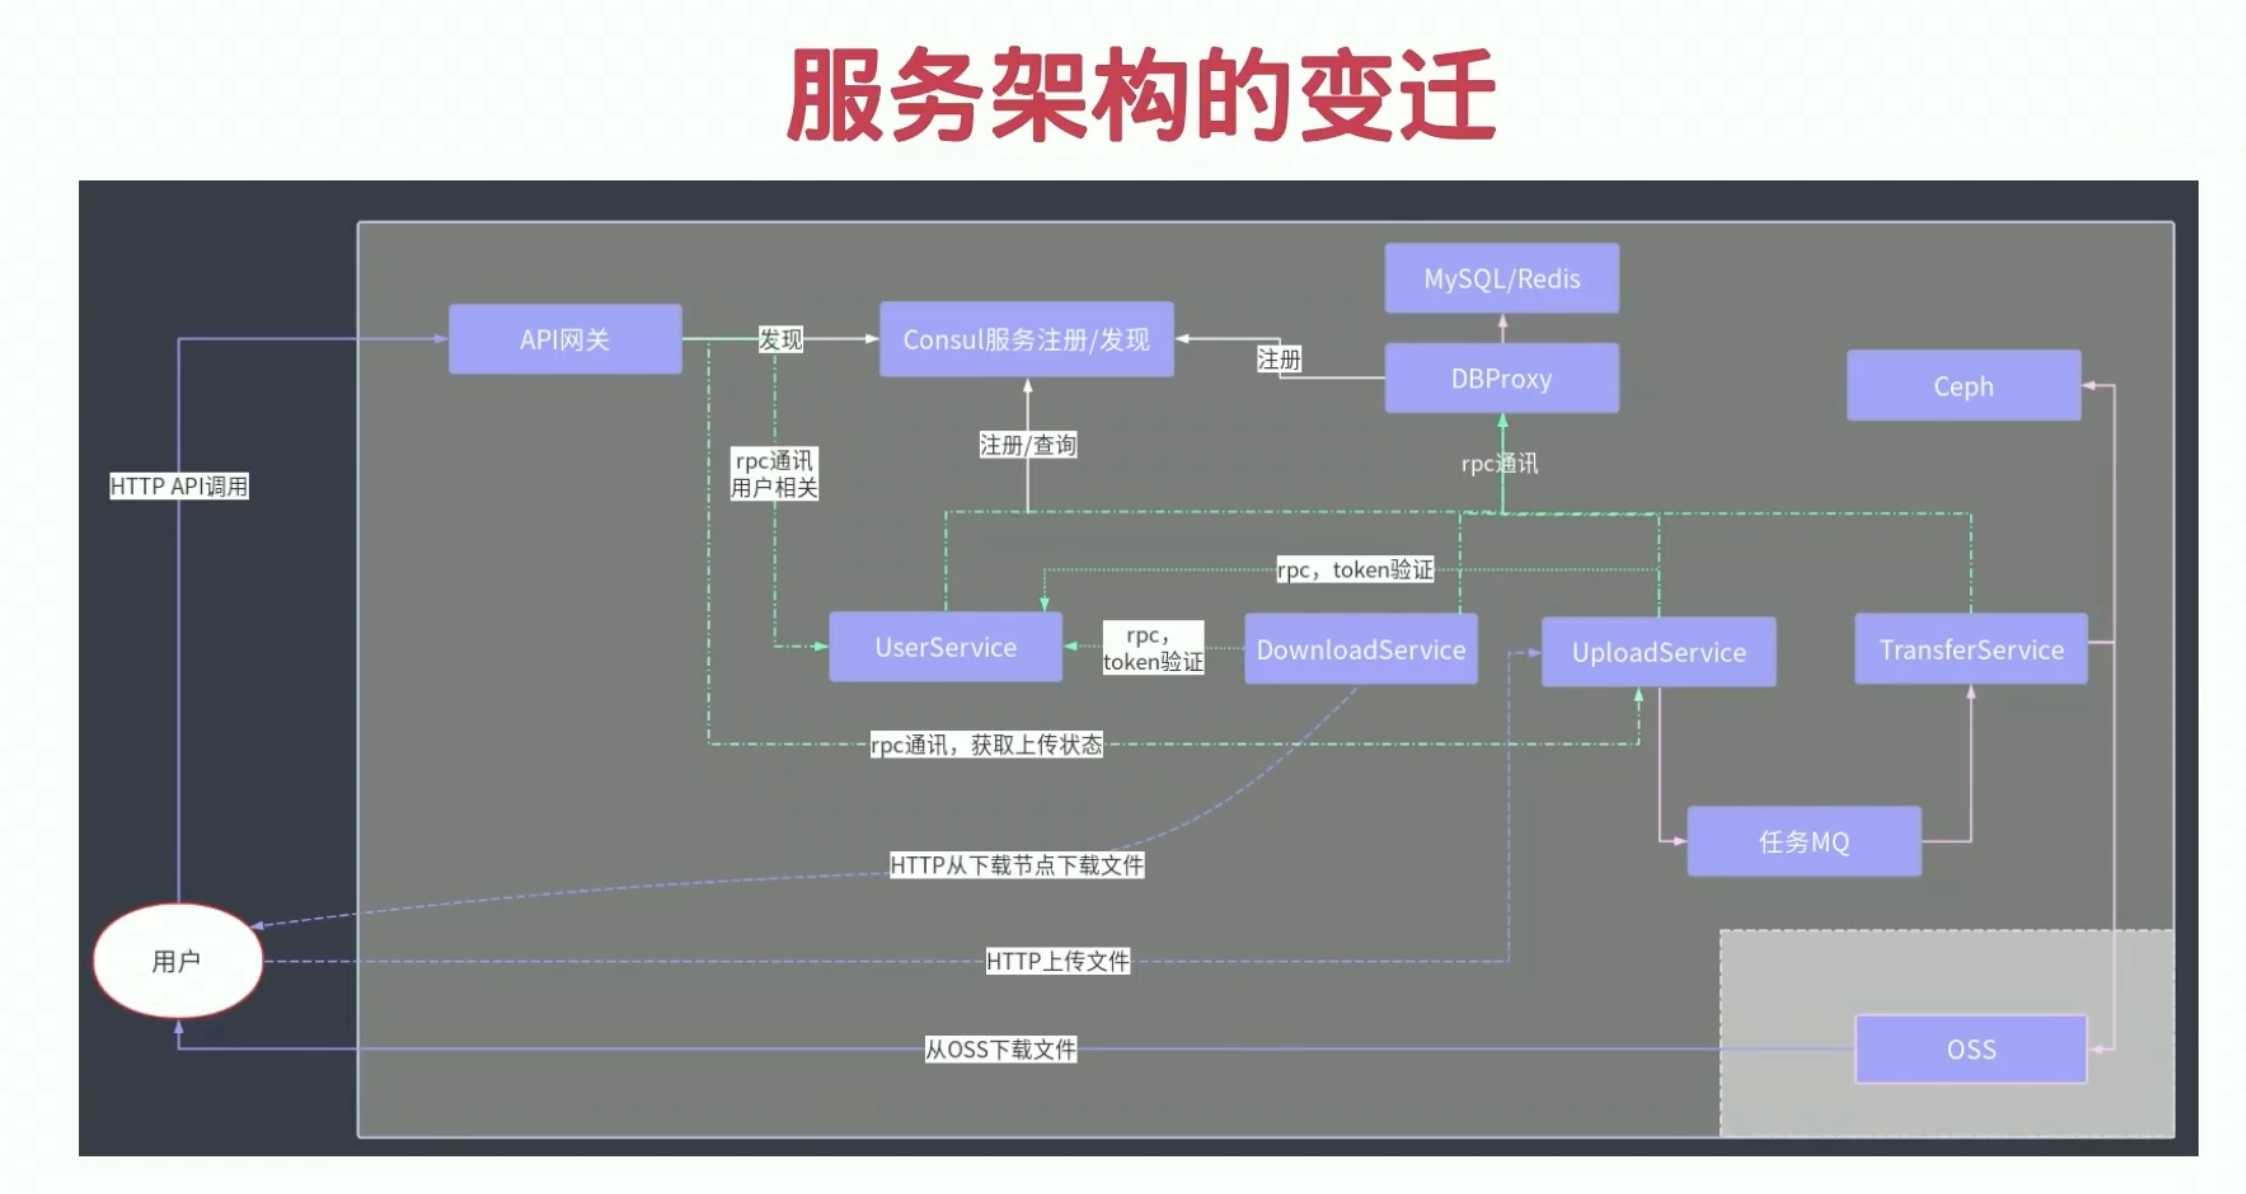 服务架构的变迁
MySQL/Redis
API网关
发现
Consul服务注册/发现
注册
DBProxy
Ceph
注册/查询
rpc通讯
用户相关
rpc通讯
HTTP API调用
rpc，token验证
UserService
rpc，
token验证
DownloadService
UploadService
TransferService
rpc通讯，获取上传状态
任务MQ
HTTP从下载节点下载文件
用户
HTTP上传文件
从OSS下载文件
OSS